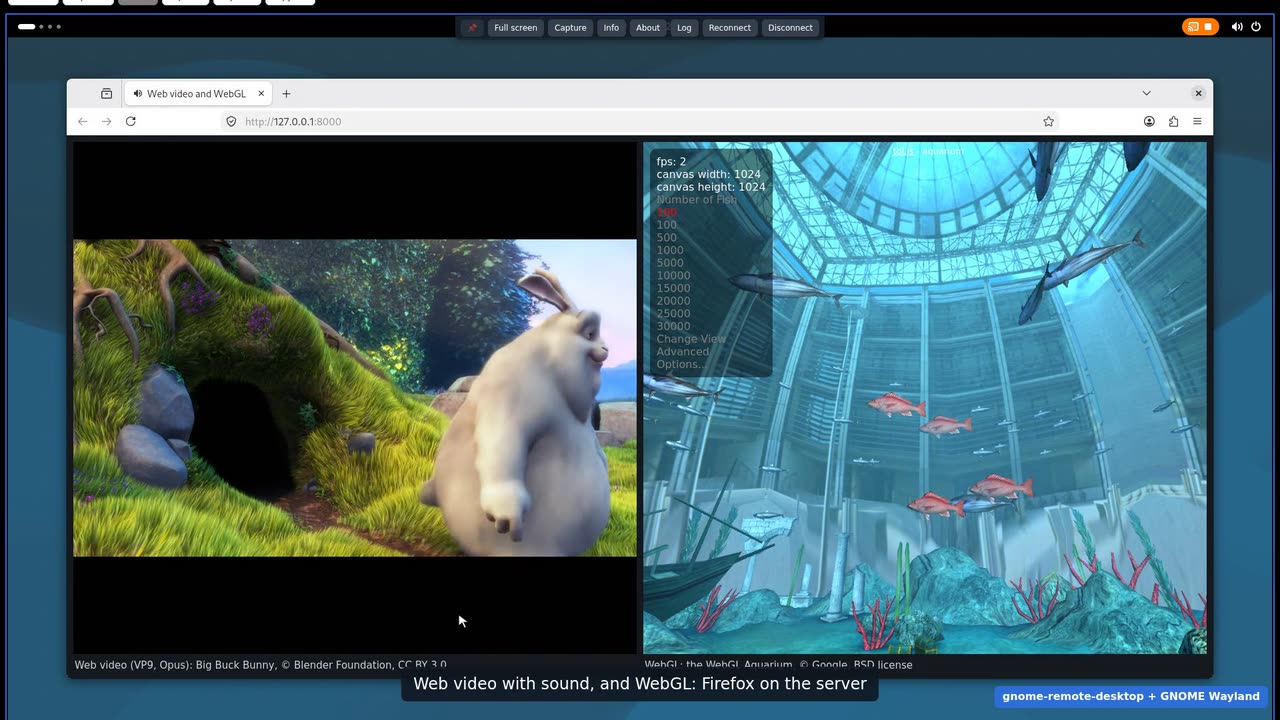 Full screen
Capture
Info
About
Log
Reconnect
Disconnect
Web video and WebGL
http://127.0.0.1:8000
fps: 2
canvas width: 1024
canvas height: 1024
Number of Fish
100
500
1000
5000
10000
15000
20000
25000
30000
Change View
Advanced
Options...
aquarium
Web video (VP9, Opus): Big Buck Bunny, © Blender Foundation, CC BY 3.0
WebGL: the WebGL Aquarium, © Google, BSD license
Web video with sound, and WebGL: Firefox on the server
gnome-remote-desktop + GNOME Wayland